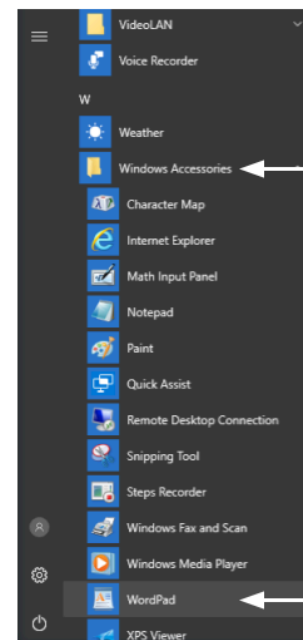 VideoLAN
Voice Recorder
W
Weather
Windows Accessories
Character Map
Internet Explorer
Math Input Panel
Notepad
Paint
Quick Assist
Remote Desktop Connection
Snipping Tool
Steps Recorder
Windows Fax and Scan
Windows Media Player
WordPad
XPS Viewer